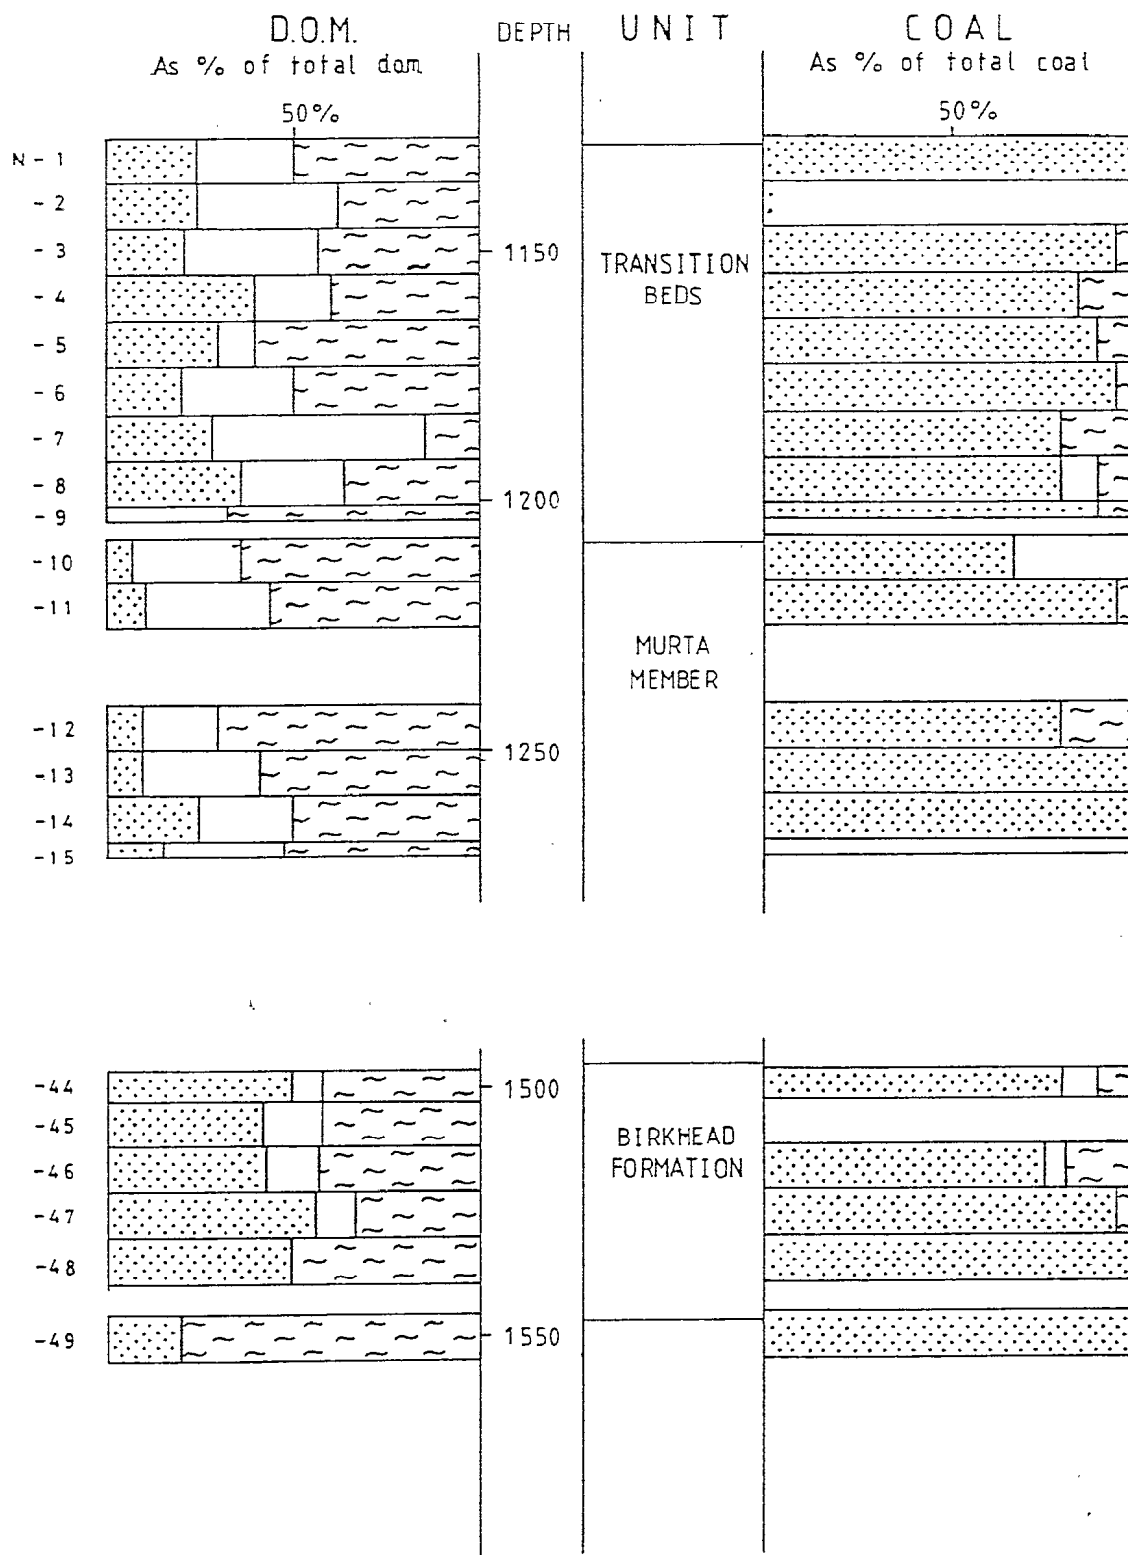 D.O.M. DEPTH UNIT COAL
As % of total dom As % of total coal
50% 50%
N - 1
- 2
- 3 1150
TRANSITION
BEDS
- 4
- 5
- 6
- 7
- 8
1200
- 9
-10
-11
MURTA
MEMBER
-12
1250
-13
-14
-15
-44 1500
-45
BIRKHEAD
FORMATION
-46
-47
-48
-49 1550